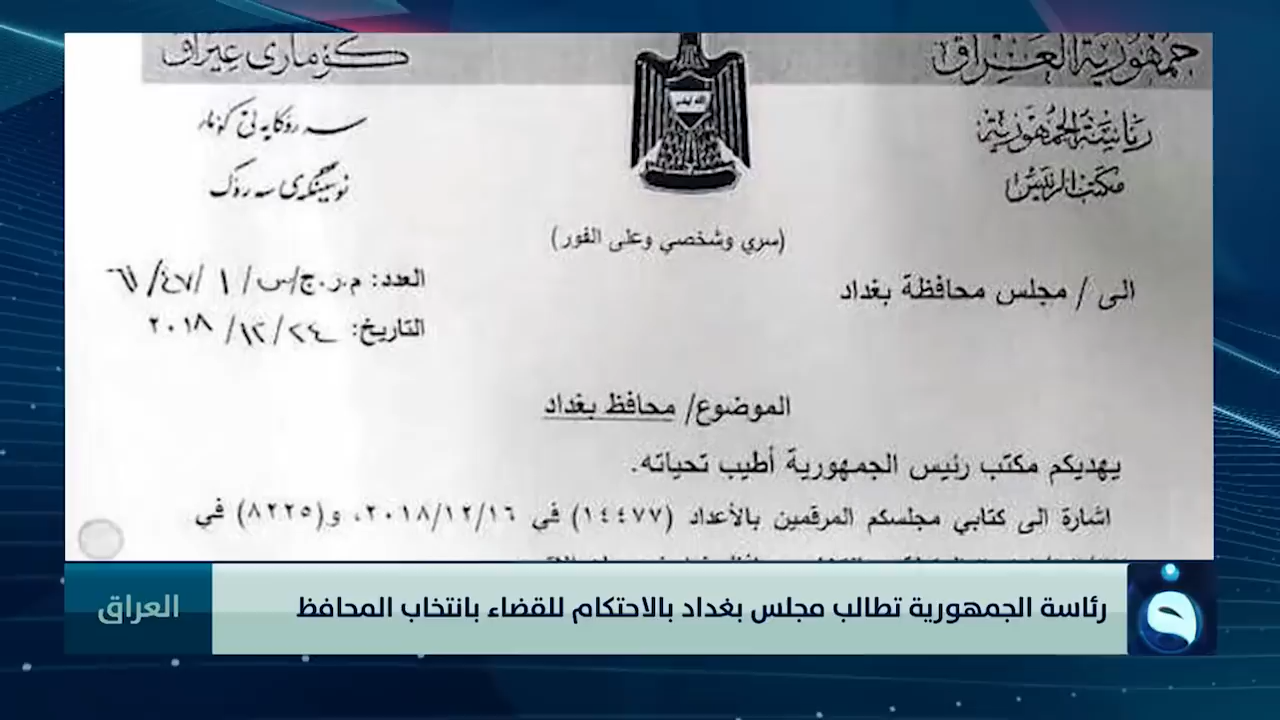 جمهورية العراق
كۆماری عێراق
رئاسة الجمهورية
سەرۆکایەتی کۆمار
مكتب الرئيس
نوسینگەی سەرۆک
(سري وشخصي وعلى الفور)
العدد: م.ر.ج/س/١/٤٧/٦١
الى / مجلس محافظة بغداد
التاريخ: ٢٤/١٢/٢٠١٨
الموضوع/ محافظ بغداد
يهديكم مكتب رئيس الجمهورية أطيب تحياته.
اشارة الى كتابي مجلسكم المرقمين بالأعداد (١٤٤٧٧) في ٢٠١٨/١٢/١٦، و(٨٢٢٥) في
رئاسة الجمهورية تطالب مجلس بغداد بالاحتكام للقضاء بانتخاب المحافظ
العراق